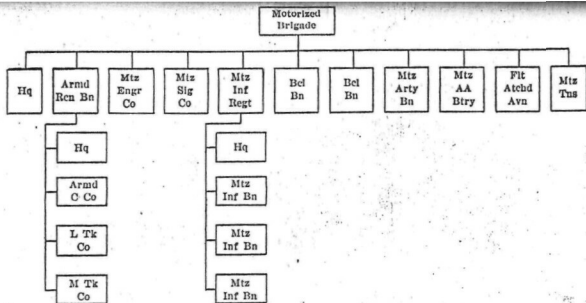 Motorized
Brigade
Hq
Armd
Rcn Bn
Mtz
Engr
Co
Mtz
Sig
Co
Mtz
Inf
Regt
Bcl
Bn
Bcl
Bn
Mtz
Arty
Bn
Mtz
AA
Btry
Flt
Atchd
Avn
Mtz
Tns
Hq
Armd
C Co
L Tk
Co
M Tk
Co
Hq
Mtz
Inf Bn
Mtz
Inf Bn
Mtz
Inf Bn